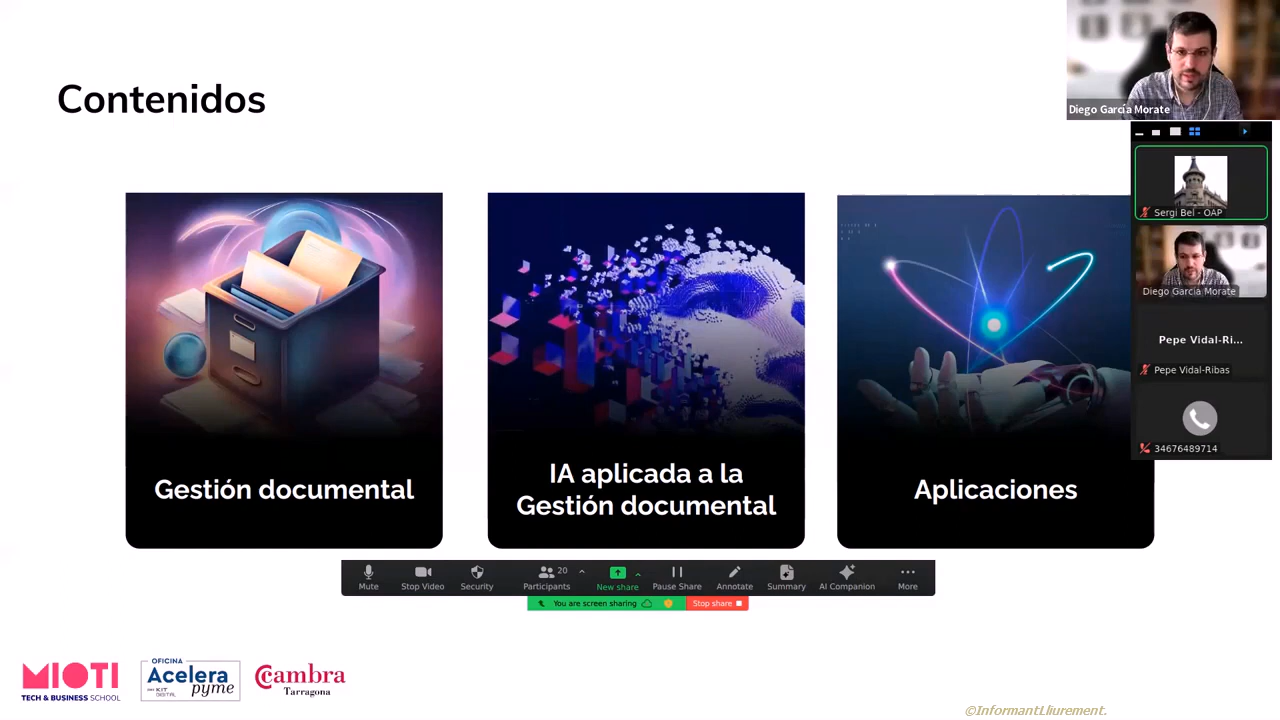 Contenidos
Diego García Morate
Sergi Bel - OAP
Diego García Morate
Pepe Vidal-Ri...
Pepe Vidal-Ribas
34676489714
Gestión documental
IA aplicada a la
Gestión documental
Aplicaciones
Mute
Stop Video
Security
Participants
20
New share
Pause Share
Annotate
Summary
AI Companion
More
You are screen sharing
Stop share
MIOTI
TECH & BUSINESS SCHOOL
OFICINA
Acelera
pyme
KIT
DIGITAL
Cambra
Tarragona
©InformantLliurement.